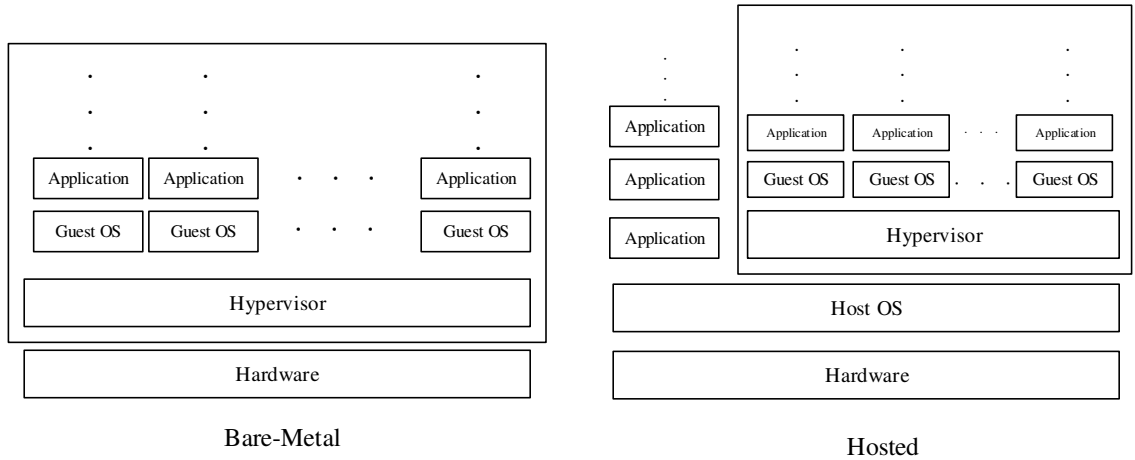 Application Application Application
Guest OS Guest OS Guest OS
Hypervisor
Hardware
Bare-Metal
Application
Application
Application
Application Application Application
Guest OS Guest OS Guest OS
Hypervisor
Host OS
Hardware
Hosted